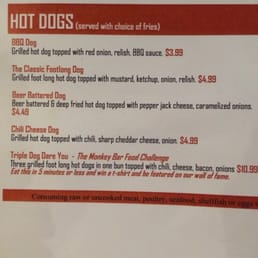 HOT DOGS (served with choice of fries)
BBQ Dog
Grilled hot dog topped with red onion, relish, BBQ sauce. $3.99
The Classic Footlong Dog
Grilled foot long hot dog topped with mustard, ketchup, onion, relish. $4.99
Beer Battered Dog
Beer battered & deep fried hot dog topped with pepper jack cheese, caramelized onions.
$4.49
Chili Cheese Dog
Grilled hot dog topped with chili, sharp cheddar cheese, onion. $4.99
Triple Dog Dare You - The Monkey Bar Food Challenge
Three grilled foot long hot dogs in one bun topped with chili, cheese, bacon, onions $10.99
Eat this in 5 minutes or less and win a t-shirt and be featured on our wall of fame.
Consuming raw or uncooked meat, poultry, seafood, shellfish or eggs